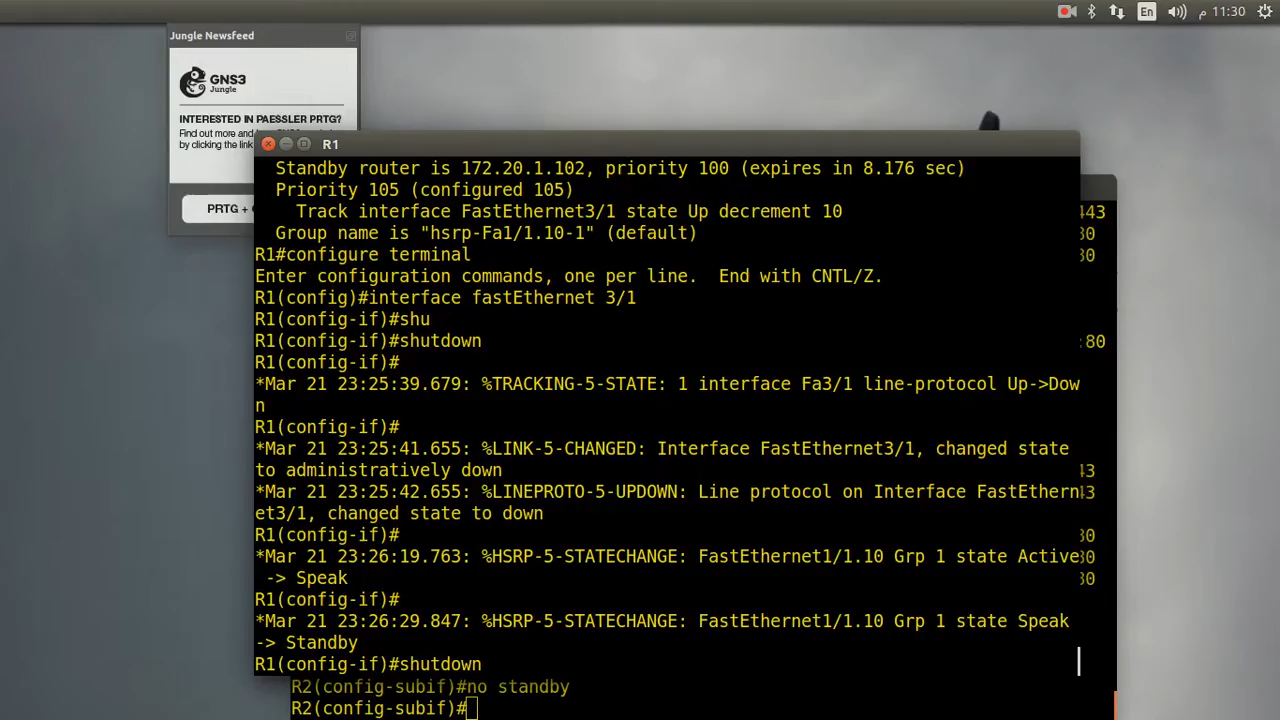 En
م 11:30
Jungle Newsfeed
GNS3
Jungle
INTERESTED IN PAESSLER PRTG?
Find out more and
by clicking the link
PRTG +
R1
Standby router is 172.20.1.102, priority 100 (expires in 8.176 sec)
Priority 105 (configured 105)
Track interface FastEthernet3/1 state Up decrement 10
443
Group name is "hsrp-Fa1/1.10-1" (default)
80
R1#configure terminal
80
Enter configuration commands, one per line.  End with CNTL/Z.
R1(config)#interface fastEthernet 3/1
R1(config-if)#shu
R1(config-if)#shutdown
:80
R1(config-if)#
*Mar 21 23:25:39.679: %TRACKING-5-STATE: 1 interface Fa3/1 line-protocol Up->Dow
n
R1(config-if)#
*Mar 21 23:25:41.655: %LINK-5-CHANGED: Interface FastEthernet3/1, changed state
to administratively down
43
*Mar 21 23:25:42.655: %LINEPROTO-5-UPDOWN: Line protocol on Interface FastEthern
43
et3/1, changed state to down
R1(config-if)#
80
*Mar 21 23:26:19.763: %HSRP-5-STATECHANGE: FastEthernet1/1.10 Grp 1 state Active
80
-> Speak
80
R1(config-if)#
*Mar 21 23:26:29.847: %HSRP-5-STATECHANGE: FastEthernet1/1.10 Grp 1 state Speak
-> Standby
R1(config-if)#shutdown
R2(config-subif)#no standby
R2(config-subif)#